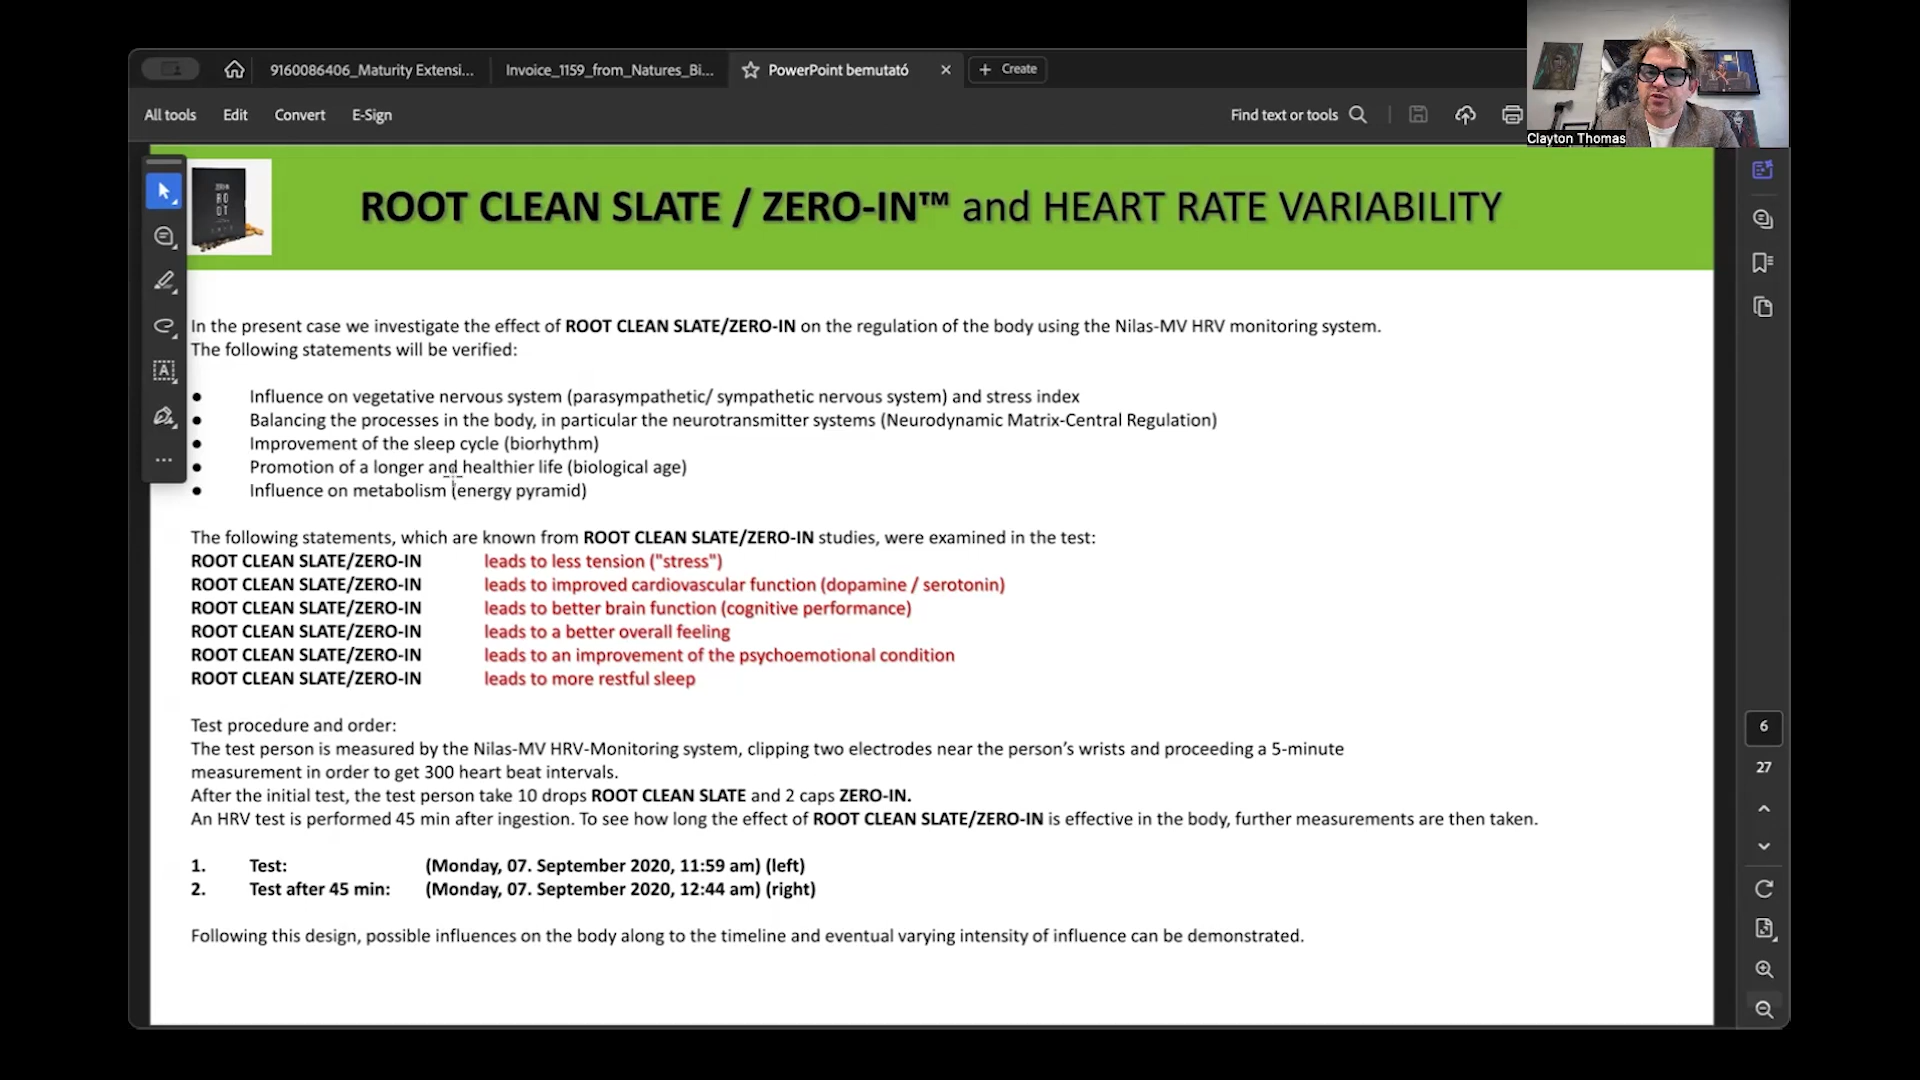 9160086406_Maturity Extensi...
Invoice_1159_from_Natures_Bi...
PowerPoint bemutató
Create
All tools
Edit
Convert
E-Sign
Find text or tools
Clayton Thomas
ZERO-IN
RO
OT
ROOT CLEAN SLATE / ZERO-IN™ and HEART RATE VARIABILITY
In the present case we investigate the effect of ROOT CLEAN SLATE/ZERO-IN on the regulation of the body using the Nilas-MV HRV monitoring system.
The following statements will be verified:
● Influence on vegetative nervous system (parasympathetic/ sympathetic nervous system) and stress index
● Balancing the processes in the body, in particular the neurotransmitter systems (Neurodynamic Matrix-Central Regulation)
● Improvement of the sleep cycle (biorhythm)
● Promotion of a longer and healthier life (biological age)
● Influence on metabolism (energy pyramid)
The following statements, which are known from ROOT CLEAN SLATE/ZERO-IN studies, were examined in the test:
ROOT CLEAN SLATE/ZERO-IN leads to less tension ("stress")
ROOT CLEAN SLATE/ZERO-IN leads to improved cardiovascular function (dopamine / serotonin)
ROOT CLEAN SLATE/ZERO-IN leads to better brain function (cognitive performance)
ROOT CLEAN SLATE/ZERO-IN leads to a better overall feeling
ROOT CLEAN SLATE/ZERO-IN leads to an improvement of the psychoemotional condition
ROOT CLEAN SLATE/ZERO-IN leads to more restful sleep
Test procedure and order:
The test person is measured by the Nilas-MV HRV-Monitoring system, clipping two electrodes near the person's wrists and proceeding a 5-minute
measurement in order to get 300 heart beat intervals.
After the initial test, the test person take 10 drops ROOT CLEAN SLATE and 2 caps ZERO-IN.
An HRV test is performed 45 min after ingestion. To see how long the effect of ROOT CLEAN SLATE/ZERO-IN is effective in the body, further measurements are then taken.
1. Test: (Monday, 07. September 2020, 11:59 am) (left)
2. Test after 45 min: (Monday, 07. September 2020, 12:44 am) (right)
Following this design, possible influences on the body along to the timeline and eventual varying intensity of influence can be demonstrated.
6
27